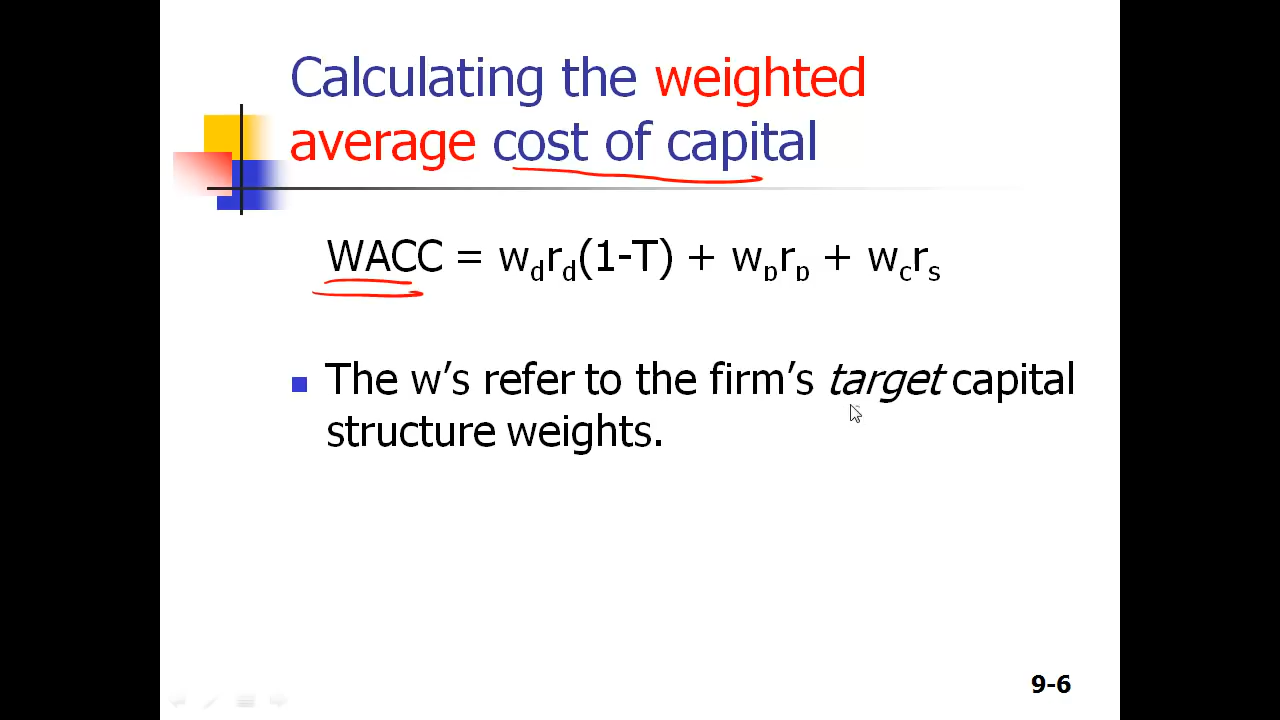 Calculating the weighted
average cost of capital
WACC = wdrd(1-T) + wprp + wcrs
The w’s refer to the firm’s target capital
structure weights.
9-6